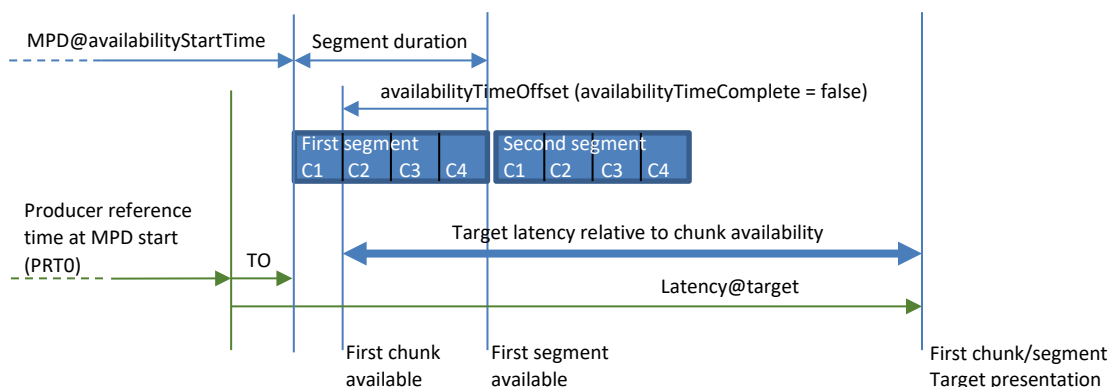 MPD@availabilityStartTime
Segment duration
availabilityTimeOffset (availabilityTimeComplete = false)
First segment
C1 C2 C3 C4
Second segment
C1 C2 C3 C4
Producer reference
time at MPD start
(PRT0)
TO
Target latency relative to chunk availability
Latency@target
First chunk
available
First segment
available
First chunk/segment
Target presentation